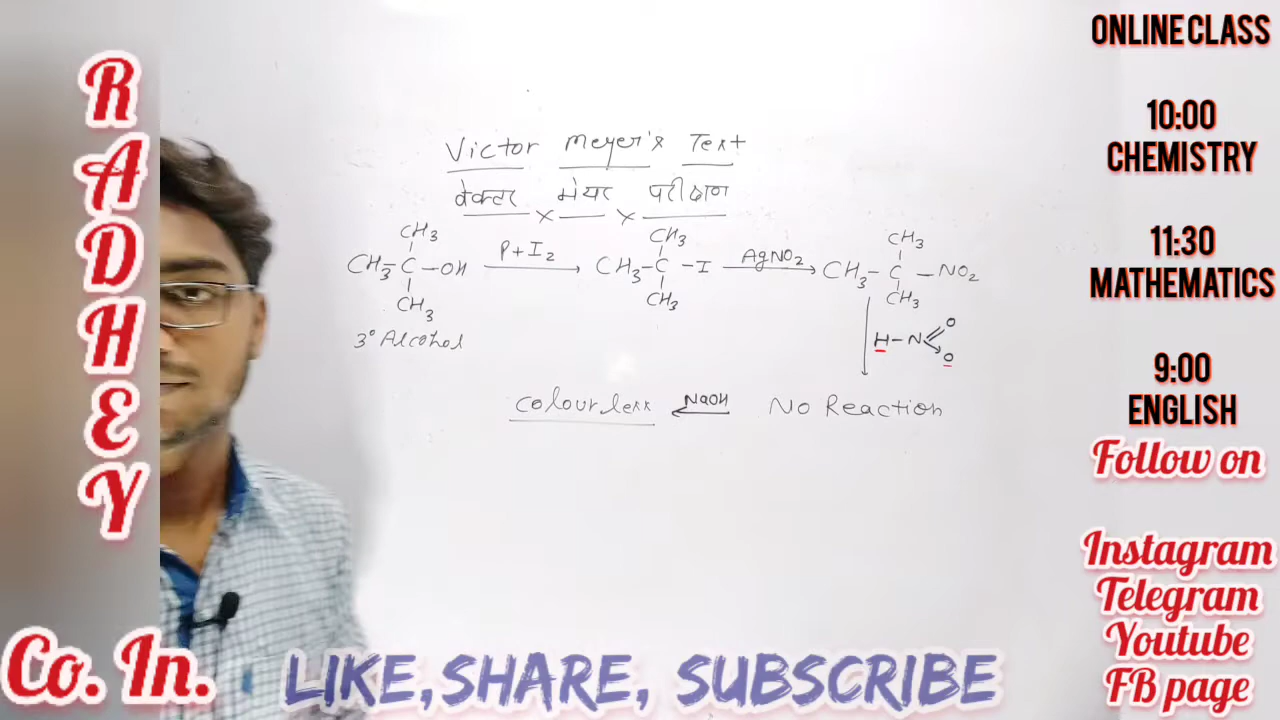 RADHEY
Co. In.
Victor Meyer's Test
वेक्टर मेयर परीक्षण
CH3 CH3 CH3
CH3-C-OH P+I2 CH3-C-I AgNO2 CH3-C-NO2
CH3 CH3 CH3
3° Alcohol
H-N O
O
Colourless NaOH No Reaction
LIKE,SHARE, SUBSCRIBE
ONLINE CLASS
10:00
CHEMISTRY
11:30
MATHEMATICS
9:00
ENGLISH
Follow on
Instagram
Telegram
Youtube
FB page